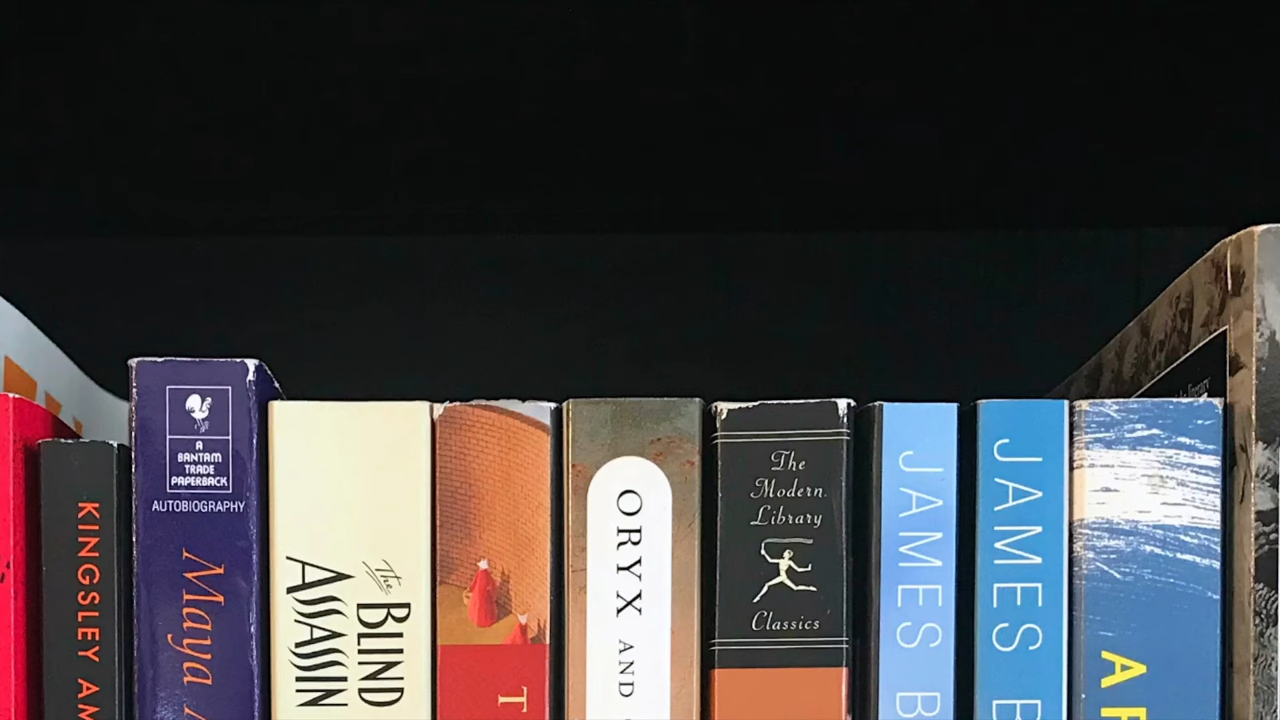 KINGSLEY AM
A
BANTAM
TRADE
PAPERBACK
AUTOBIOGRAPHY
Maya
The BLIND
ASSASSIN
T
ORYX AND
The
Modern
Library
Classics
JAMES B
JAMES B
A F